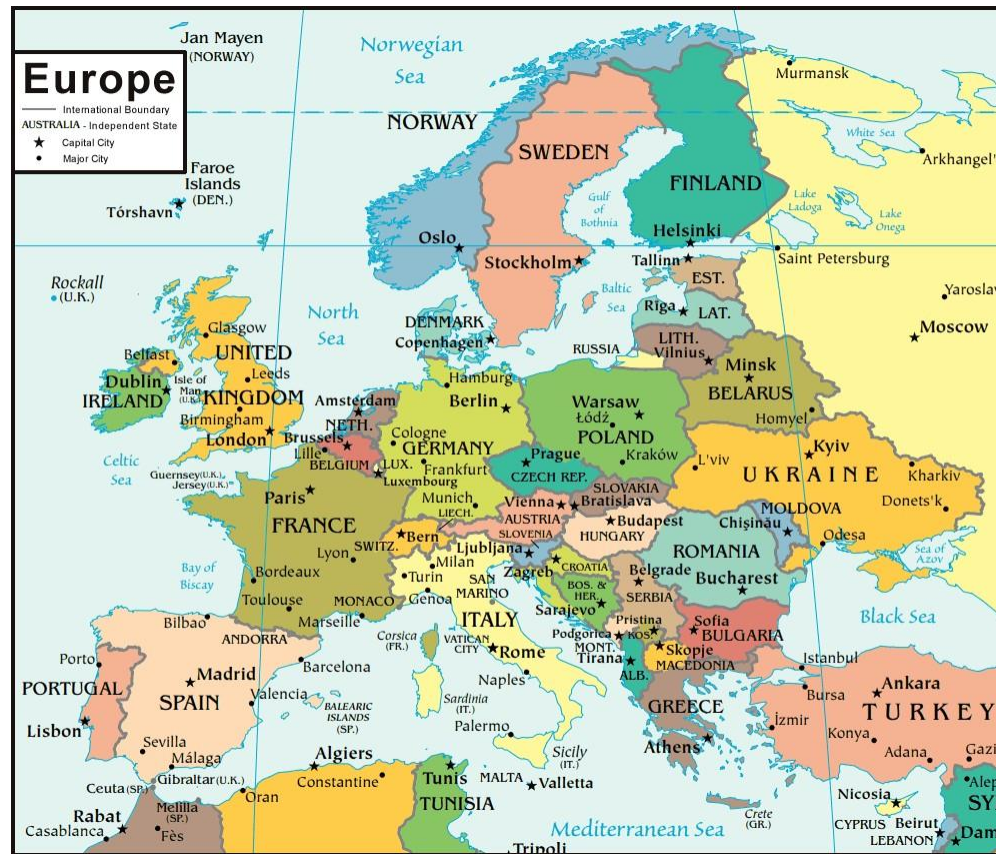 Jan Mayen
(NORWAY)
Norwegian
Sea
Europe
International Boundary
AUSTRALIA - Independent State
Capital City
Major City
Murmansk
NORWAY
White Sea
SWEDEN
Arkhangel'
Faroe
Islands
(DEN.)
Tórshavn
FINLAND
Gulf
of
Bothnia
Lake
Ladoga
Lake
Onega
Helsinki
Oslo
Stockholm
Tallinn
Saint Petersburg
EST.
Rockall
(U.K.)
Baltic
Sea
Yaroslav
North
Sea
Riga
LAT.
DENMARK
Copenhagen
Moscow
Glasgow
LITH.
Vilnius
RUSSIA
Belfast
UNITED
KINGDOM
Leeds
Dublin
IRELAND
Isle of
Man
(U.K.)
Minsk
BELARUS
Hamburg
Berlin
Amsterdam
NETH.
Warsaw
Łódź
POLAND
Birmingham
London
Homyel
Brussels
Lille
BELGIUM
Cologne
GERMANY
Kraków
Kyiv
Celtic
Sea
LUX.
Luxembourg
Frankfurt
Prague
CZECH REP.
L'viv
UKRAINE
Kharkiv
Guernsey(U.K.)
Jersey(U.K.)
Paris
FRANCE
Munich
LIECH.
SLOVAKIA
Vienna
Bratislava
Donets'k
MOLDOVA
Chişinău
AUSTRIA
SLOVENIA
Budapest
HUNGARY
SWITZ.
Bern
Ljubljana
Odesa
ROMANIA
Bucharest
Sea of
Azov
Lyon
Milan
Turin
Zagreb
CROATIA
Bay of
Biscay
Bordeaux
Genoa
SAN
MARINO
BOS. &
HER.
Belgrade
SERBIA
Toulouse
MONACO
Marseille
Sarajevo
Bilbao
ANDORRA
ITALY
Pristina
KOS.
Sofia
BULGARIA
Black Sea
Corsica
(FR.)
VATICAN
CITY
Rome
Podgorica
MONT.
Skopje
MACEDONIA
Porto
Barcelona
Tirana
ALB.
Istanbul
Madrid
SPAIN
Naples
Bursa
Ankara
TURKEY
PORTUGAL
Lisbon
Valencia
BALEARIC
ISLANDS
(SP.)
Sardinia
(IT.)
GREECE
İzmir
Konya
Palermo
Sevilla
Málaga
Athens
Adana
Gazi
Algiers
Sicily
(IT.)
Constantine
Tunis
TUNISIA
MALTA
Valletta
Gibraltar(U.K.)
Ceuta(SP.)
Oran
Alep
Nicosia
CYPRUS
SY
Melilla
(SP.)
Rabat
Casablanca
Fès
Crete
(GR.)
Mediterranean Sea
Beirut
LEBANON
Dam
Tripoli